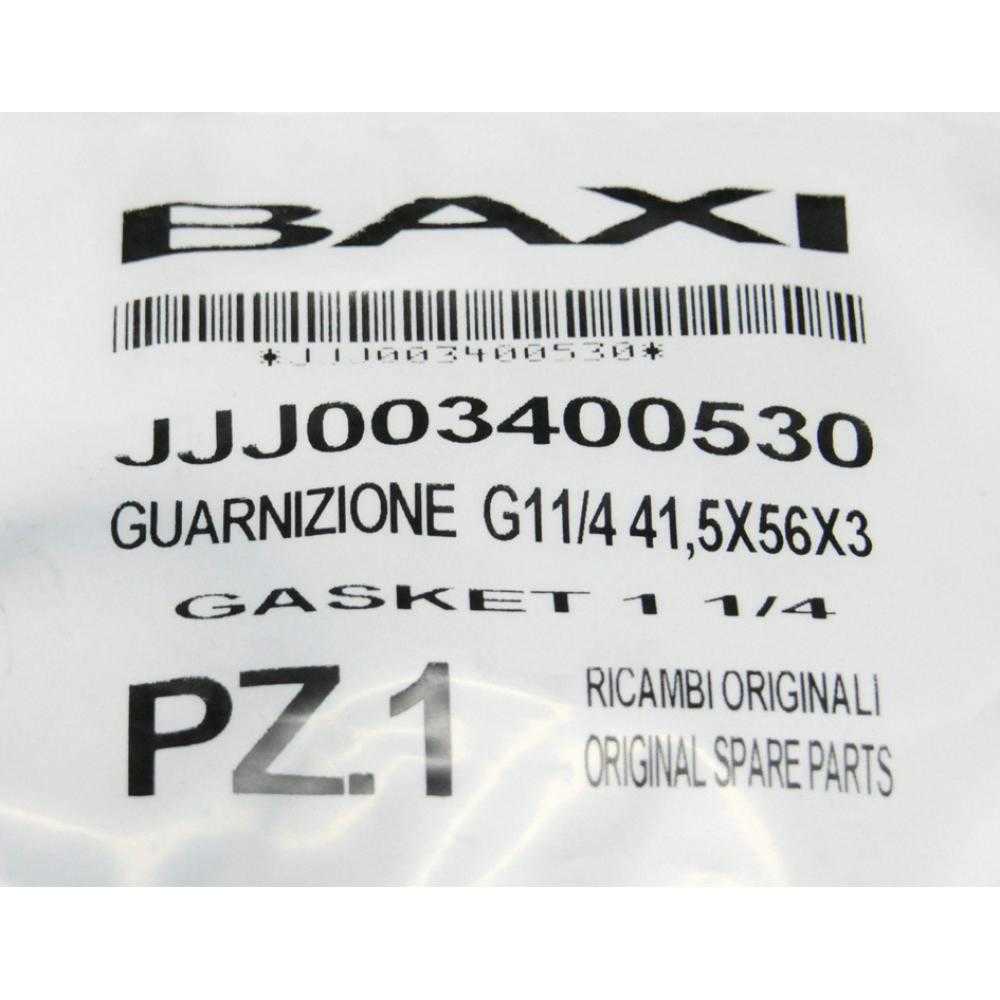 BAXI
*JJJ003400530*
JJJ003400530
GUARNIZIONE G11/4 41,5X56X3
GASKET 1 1/4
PZ.1
RICAMBI ORIGINALI
ORIGINAL SPARE PARTS